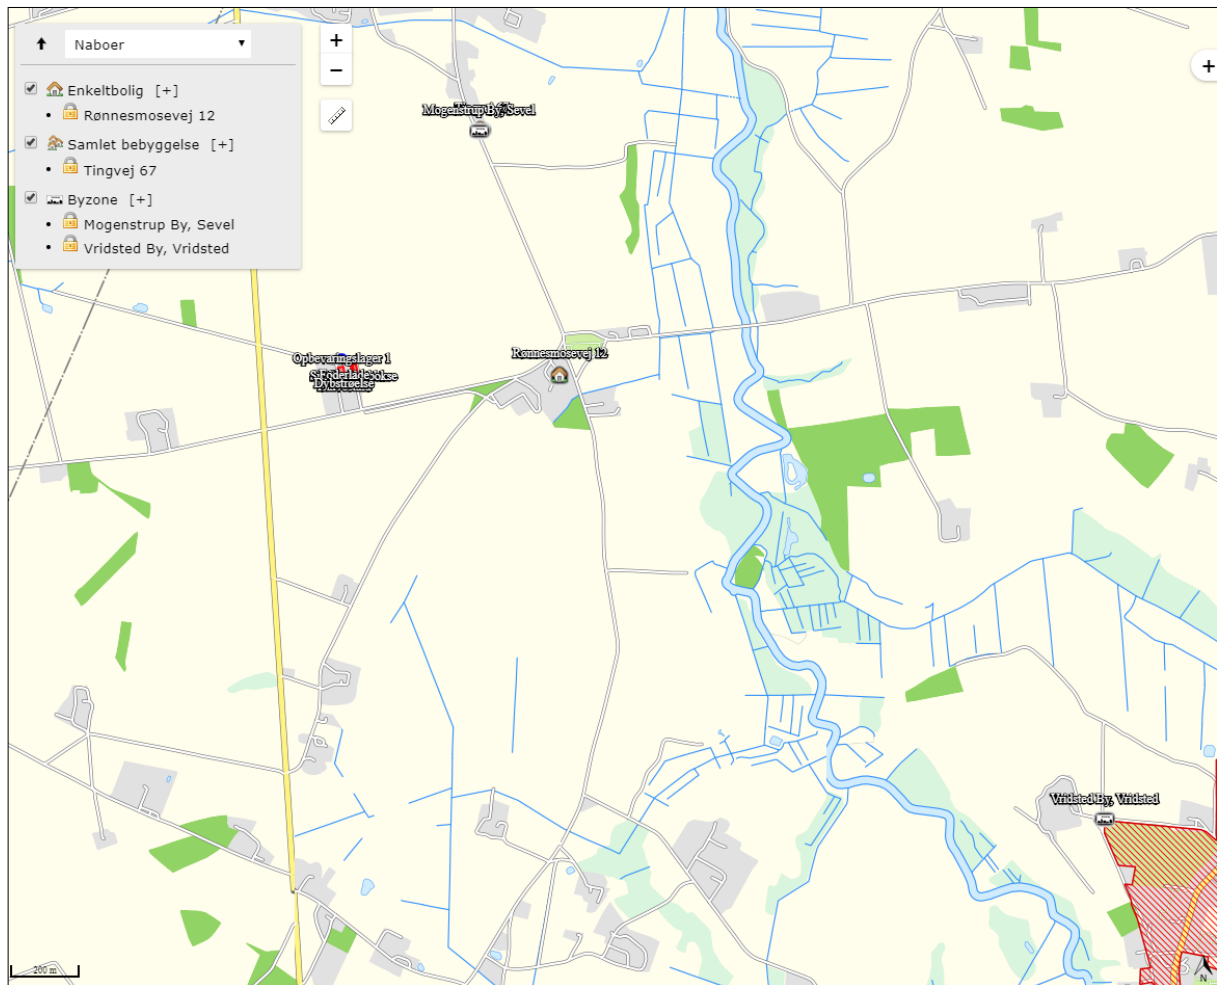 Naboer
Enkeltbolig [+]
Rønnesmosevej 12
Samlet bebyggelse [+]
Tingvej 67
Byzone [+]
Mogenstrup By, Sevel
Vridsted By, Vridsted
+
−
+
Mogenstrup By, Sevel
Rønnesmosevej 12
Opbevaringslager 1
Dybstrøelse
Vridsted By, Vridsted
200 m
N